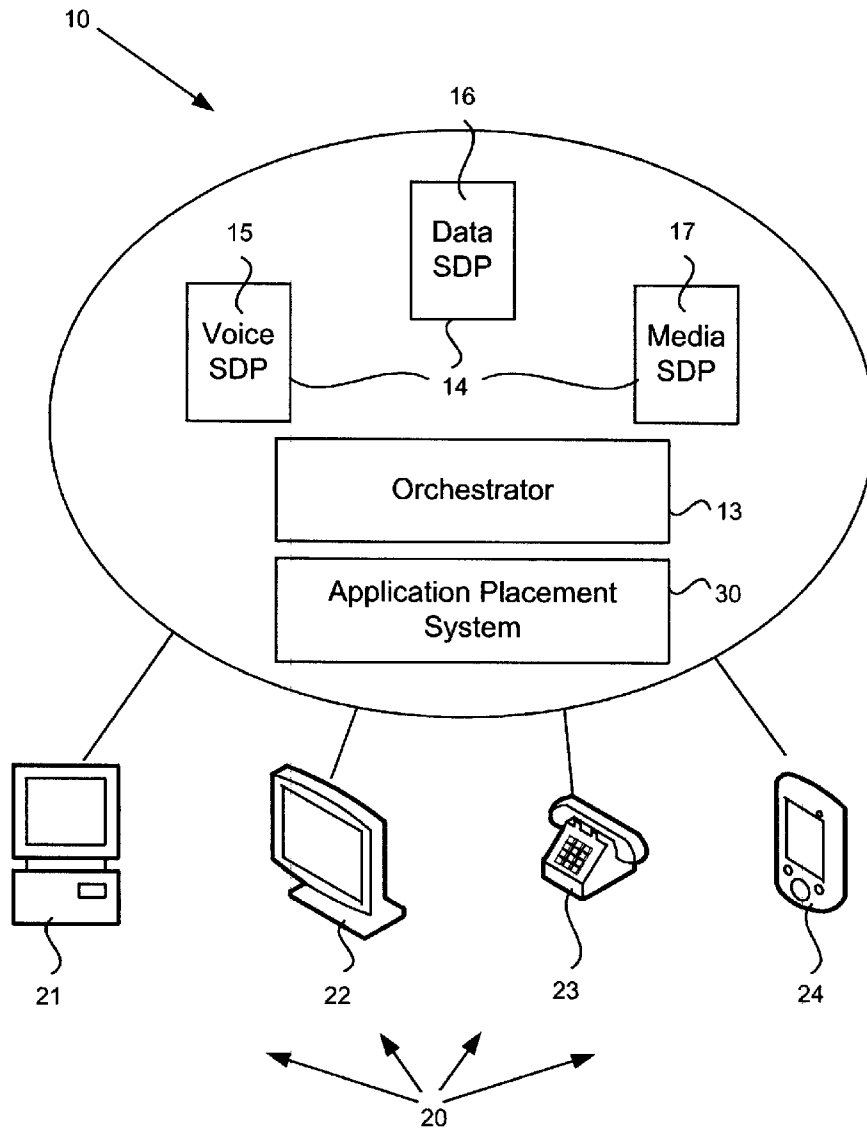 10
16
Data
SDP
15
17
Voice
SDP
Media
SDP
14
Orchestrator
13
Application Placement
System
30
21
22
23
24
20